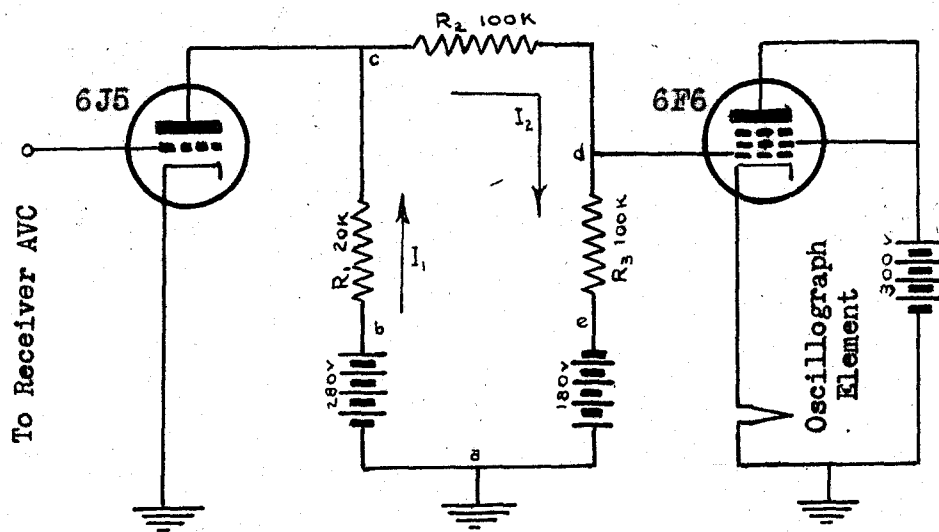 R₂ 100K
c
6J5
6F6
I₂
d
To Receiver AVC
R₁ 20K
I₁
R₃ 100K
b
e
280V
180V
a
Oscillograph
Element
300V